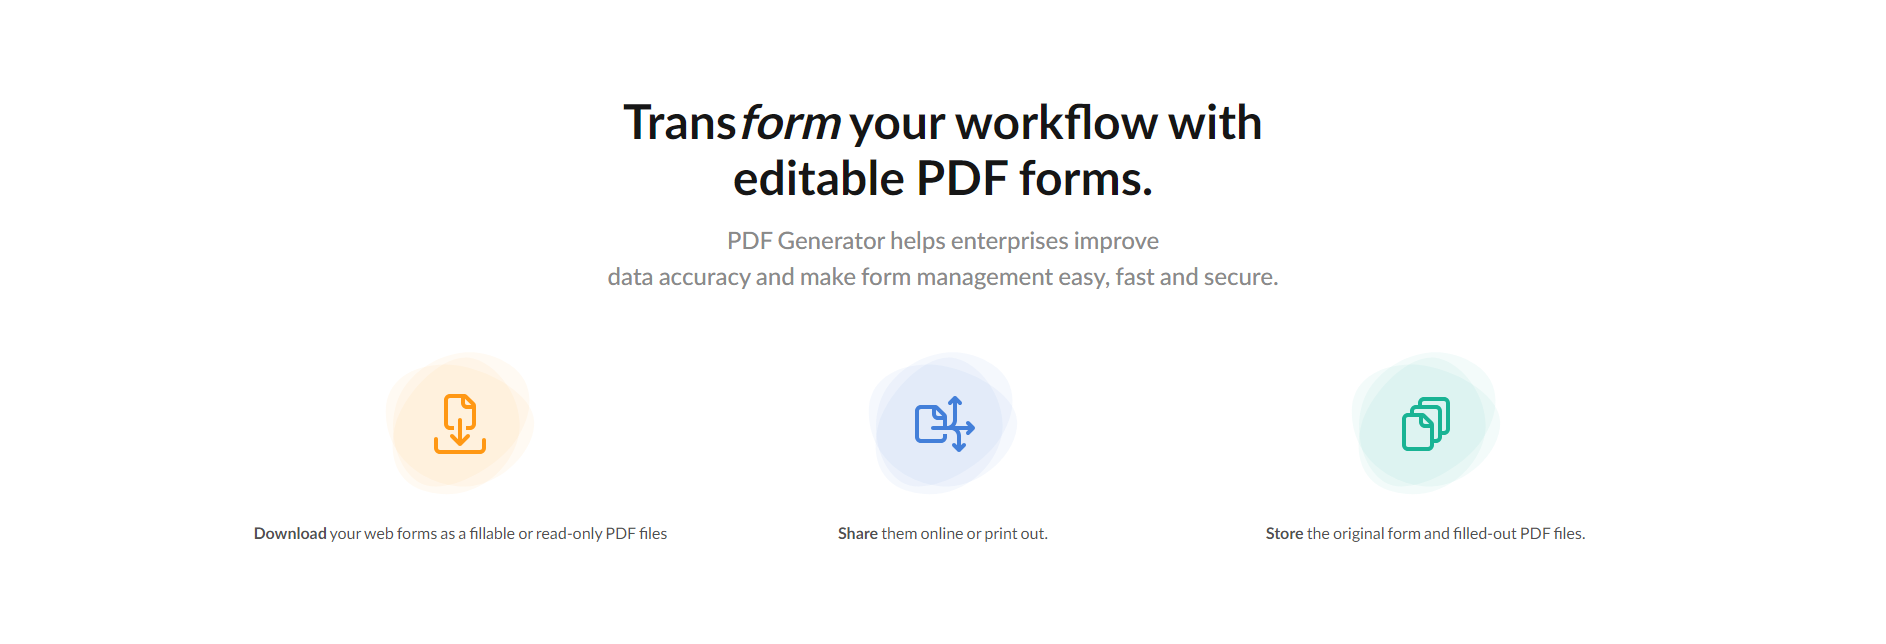 Transform your workflow with
editable PDF forms.
PDF Generator helps enterprises improve
data accuracy and make form management easy, fast and secure.
Download your web forms as a fillable or read-only PDF files
Share them online or print out.
Store the original form and filled-out PDF files.